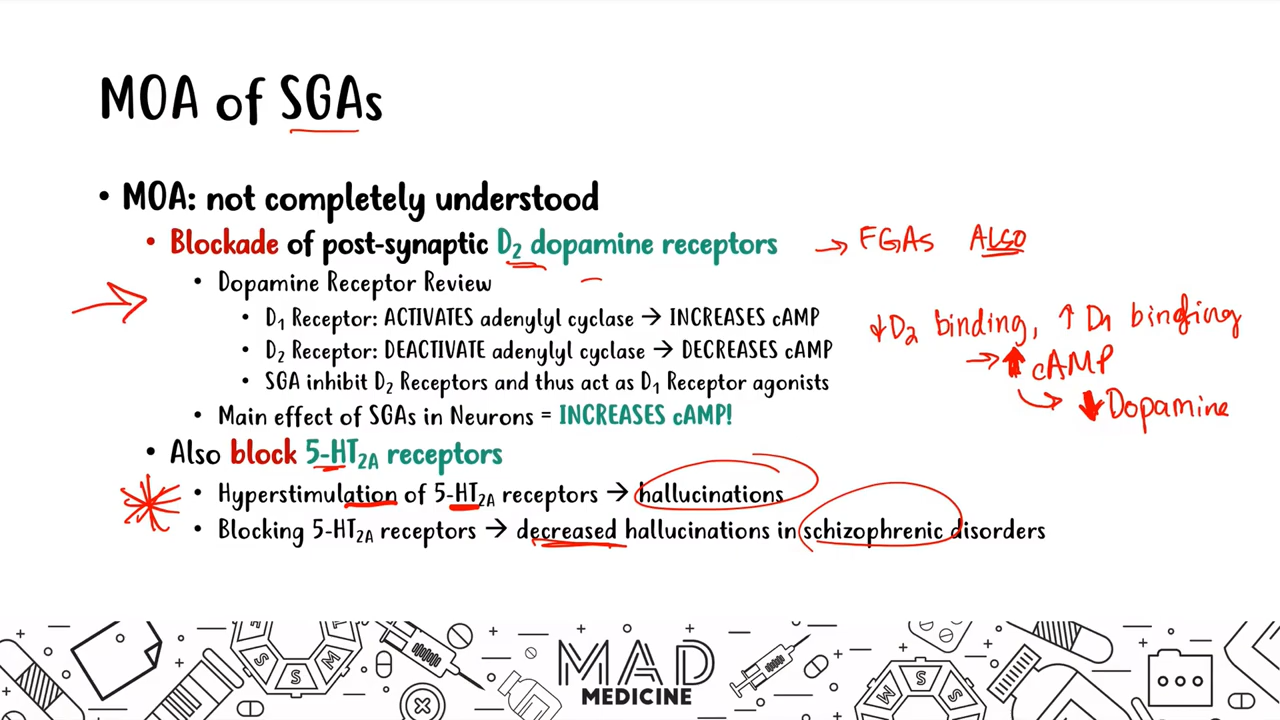 MOA of SGAs
• MOA: not completely understood
• Blockade of post-synaptic D₂ dopamine receptors
→ FGAs ALSO
• Dopamine Receptor Review
• D₁ Receptor: ACTIVATES adenylyl cyclase → INCREASES cAMP
• D₂ Receptor: DEACTIVATE adenylyl cyclase → DECREASES cAMP
• SGA inhibit D₂ Receptors and thus act as D₁ Receptor agonists
↓D₂ binding, ↑ D₁ binding
→ ↑ cAMP
→ ↓ Dopamine
• Main effect of SGAs in Neurons = INCREASES cAMP!
• Also block 5-HT₂A receptors
• Hyperstimulation of 5-HT₂A receptors → hallucinations
• Blocking 5-HT₂A receptors → decreased hallucinations in schizophrenic disorders
MAD
MEDICINE
S
S
M
M
S
S